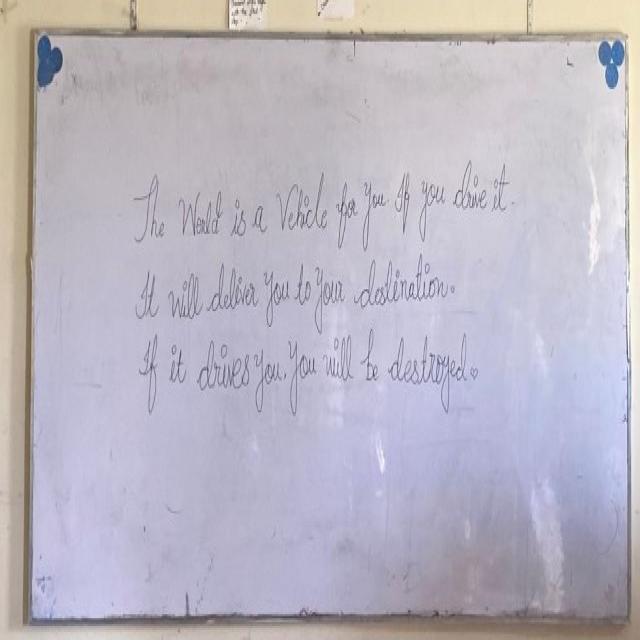 The World is a Vehicle for you If you drive it.
It will deliver you to your destination.
If it drives you, you will be destroyed.